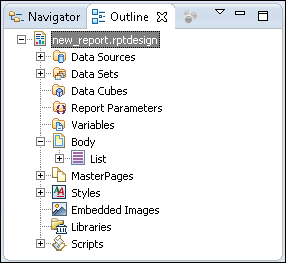 Navigator Outline
new_report.rptdesign
Data Sources
Data Sets
Data Cubes
Report Parameters
Variables
Body
List
MasterPages
Styles
Embedded Images
Libraries
Scripts